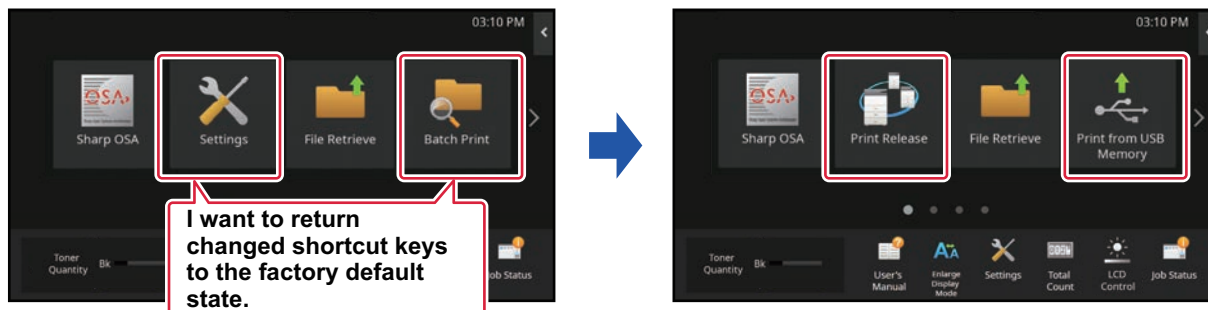 03:10 PM
OSA
Sharp OSA
Settings
File Retrieve
Batch Print
I want to return
changed shortcut keys
to the factory default
state.
Toner
Quantity
Bk
Job Status
03:10 PM
OSA
Sharp OSA
Print Release
File Retrieve
Print from USB
Memory
Toner
Quantity
Bk
User's
Manual
Enlarge
Display
Mode
Settings
Total
Count
LCD
Control
Job Status